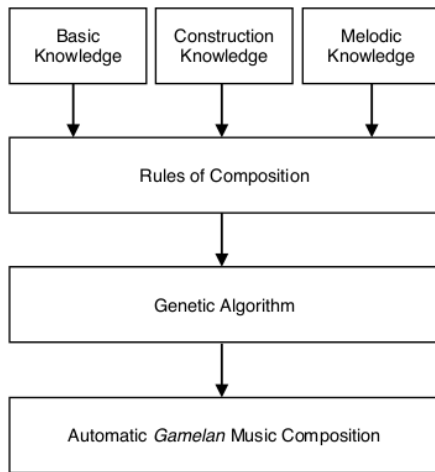 Basic
Knowledge
Construction
Knowledge
Melodic
Knowledge
Rules of Composition
Genetic Algorithm
Automatic Gamelan Music Composition